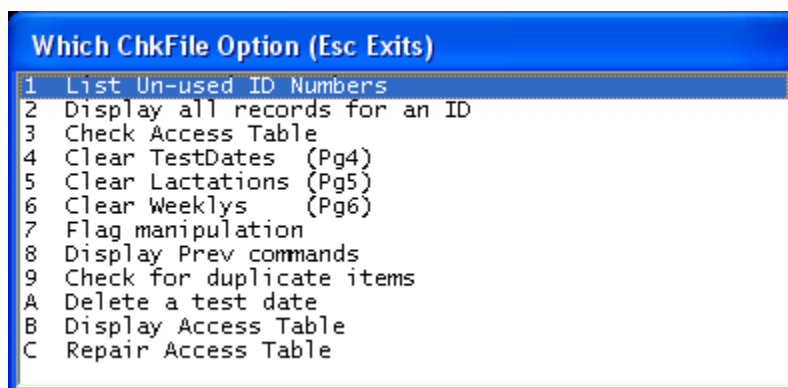 Which ChkFile Option (Esc Exits)
1 List Un-used ID Numbers
2 Display all records for an ID
3 Check Access Table
4 Clear TestDates (Pg4)
5 Clear Lactations (Pg5)
6 Clear Weeklys (Pg6)
7 Flag manipulation
8 Display Prev commands
9 Check for duplicate items
A Delete a test date
B Display Access Table
C Repair Access Table